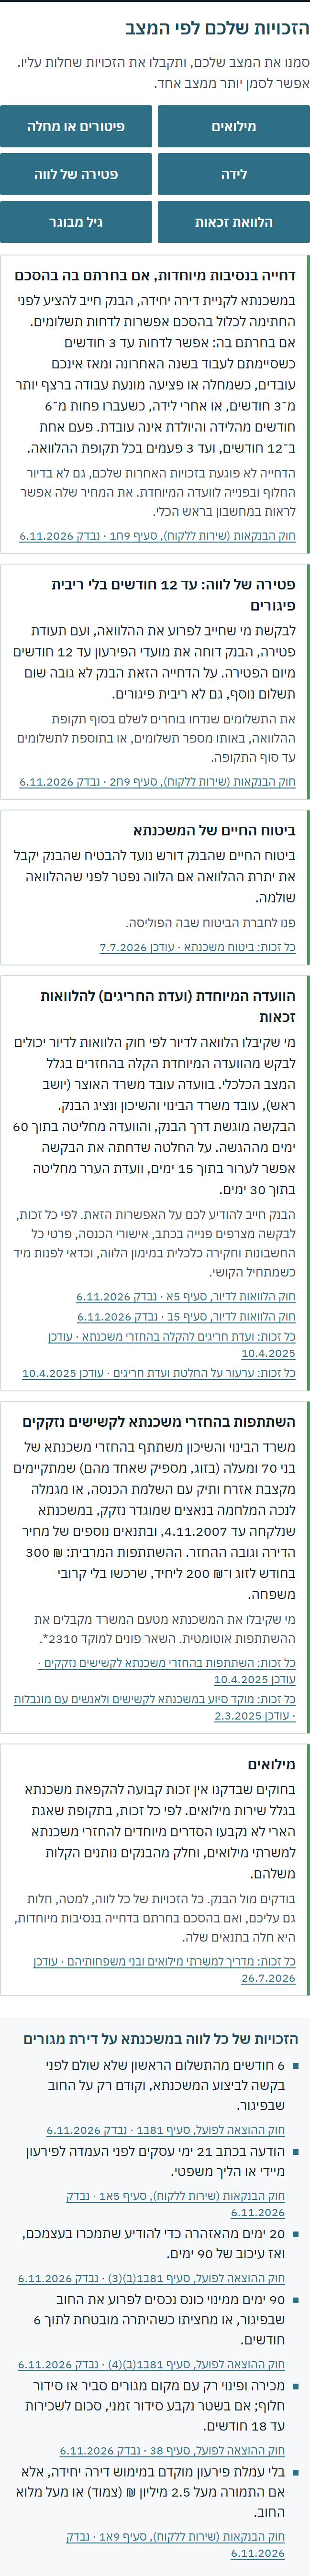 הזכויות שלכם לפי המצב
סמנו את המצב שלכם, ותקבלו את הזכויות שחלות עליו.
אפשר לסמן יותר ממצב אחד.
מילואים
פיטורים או מחלה
לידה
פטירה של לווה
הלוואת זכאות
גיל מבוגר
דחייה בנסיבות מיוחדות, אם בחרתם בה בהסכם
במשכנתא לקניית דירה יחידה, הבנק חייב להציע לפני
החתימה לכלול בהסכם אפשרות לדחות תשלומים.
אם בחרתם בה: אפשר לדחות עד 3 חודשים
כשסיימתם לעבוד בשנה האחרונה ומאז אינכם
עובדים, כשמחלה או פציעה מונעת עבודה ברצף יותר
מ־3 חודשים, או אחרי לידה, כשעברו פחות מ־6
חודשים מהלידה והיולדת אינה עובדת. פעם אחת
ב־12 חודשים, ועד 3 פעמים בכל תקופת ההלוואה.
הדחייה לא פוגעת בזכויות האחרות שלכם, גם לא בדיור
החלוף ובפנייה לוועדה המיוחדת. את המחיר שלה אפשר
לראות במחשבון בראש הכלי.
חוק הבנקאות (שירות ללקוח), סעיף 9ח1 · נבדק 6.11.2026
פטירה של לווה: עד 12 חודשים בלי ריבית
פיגורים
לבקשת מי שחייב לפרוע את ההלוואה, ועם תעודת
פטירה, הבנק דוחה את מועדי הפירעון עד 12 חודשים
מיום הפטירה. על הדחייה הזאת הבנק לא גובה שום
תשלום נוסף, גם לא ריבית פיגורים.
את התשלומים שנדחו בוחרים לשלם בסוף תקופת
ההלוואה, באותו מספר תשלומים, או בתוספת לתשלומים
עד סוף התקופה.
חוק הבנקאות (שירות ללקוח), סעיף 9ח2 · נבדק 6.11.2026
ביטוח החיים של המשכנתא
ביטוח החיים שהבנק דורש נועד להבטיח שהבנק יקבל
את יתרת ההלוואה אם הלווה נפטר לפני שההלוואה
שולמה.
פנו לחברת הביטוח שבה הפוליסה.
כל זכות: ביטוח משכנתא · עודכן 7.7.2026
הוועדה המיוחדת (ועדת החריגים) להלוואות
זכאות
מי שקיבלו הלוואה לדיור לפי חוק הלוואות לדיור יכולים
לבקש מהוועדה המיוחדת הקלה בהחזרים בגלל
המצב הכלכלי. בוועדה עובד משרד האוצר (יושב
ראש), עובד משרד הבינוי והשיכון ונציג הבנק.
הבקשה מוגשת דרך הבנק, והוועדה מחליטה בתוך 60
ימים מההגשה. על החלטה שדחתה את הבקשה
אפשר לערור בתוך 15 ימים, וועדת הערר מחליטה
בתוך 30 ימים.
הבנק חייב להודיע לכם על האפשרות הזאת. לפי כל זכות,
לבקשה מצרפים פנייה בכתב, אישורי הכנסה, פרטי כל
החשבונות וחקירה כלכלית במימון הלווה, וכדאי לפנות מיד
כשמתחיל הקושי.
חוק הלוואות לדיור, סעיף 5א · נבדק 6.11.2026
חוק הלוואות לדיור, סעיף 5ב · נבדק 6.11.2026
כל זכות: ועדת חריגים להקלה בהחזרי משכנתא · עודכן
10.4.2025
כל זכות: ערעור על החלטת ועדת חריגים · עודכן 10.4.2025
השתתפות בהחזרי משכנתא לקשישים נזקקים
משרד הבינוי והשיכון משתתף בהחזרי משכנתא של
בני 70 ומעלה (בזוג, מספיק שאחד מהם) שמתקיימים
מקצבת אזרח ותיק עם השלמת הכנסה, או מגמלה
לנכה המלחמה בנאצים שמוגדר נזקק, במשכנתא
שנלקחה עד 4.11.2007, ובתנאים נוספים של מחיר
הדירה וגובה ההחזר. ההשתתפות המרבית: 300 ₪
בחודש לזוג ו־200 ₪ ליחיד, שרכשו בלי קרובי
משפחה.
מי שקיבלו את המשכנתא מטעם המשרד מקבלים את
ההשתתפות אוטומטית. השאר פונים למוקד 2310*.
כל זכות: השתתפות בהחזרי משכנתא לקשישים נזקקים ·
עודכן 10.4.2025
כל זכות: מוקד סיוע במשכנתא לקשישים ולאנשים עם מוגבלות
· עודכן 2.3.2025
מילואים
בחוקים שבדקנו אין זכות קבועה להקפאת משכנתא
בגלל שירות מילואים. לפי כל זכות, בתקופת שאגת
הארי לא נקבעו הסדרים מיוחדים להחזרי משכנתא
למשרתי מילואים, וחלק מהבנקים נותנים הקלות
משלהם.
בודקים מול הבנק. כל הזכויות של כל לווה, למטה, חלות
גם עליכם, ואם בהסכם בחרתם בדחייה בנסיבות מיוחדות,
היא חלה בתנאים שלה.
כל זכות: מדריך למשרתי מילואים ובני משפחותיהם · עודכן
26.7.2026
הזכויות של כל לווה במשכנתא על דירת מגורים
6 חודשים מהתשלום הראשון שלא שולם לפני
בקשה לביצוע המשכנתא, וקודם רק על החוב
שבפיגור.
חוק ההוצאה לפועל, סעיף 81ב1 · נבדק 6.11.2026
הודעה בכתב 21 ימי עסקים לפני העמדה לפירעון
מיידי או הליך משפטי.
חוק הבנקאות (שירות ללקוח), סעיף 5א1 · נבדק
6.11.2026
20 ימים מהאזהרה כדי להודיע שתמכרו בעצמכם,
ואז עיכוב של 90 ימים.
חוק ההוצאה לפועל, סעיף 81ב1(ב)(3) · נבדק 6.11.2026
90 ימים ממינוי כונס נכסים לפרוע את החוב
שבפיגור, או מחציתו כשהיתרה מובטחת לתוך 6
חודשים.
חוק ההוצאה לפועל, סעיף 81ב1(ב)(4) · נבדק 6.11.2026
מכירה ופינוי רק עם מקום מגורים סביר או סידור
חלוף; אם בשטר נקבע סידור זמני, סכום לשכירות
עד 18 חודשים.
חוק ההוצאה לפועל, סעיף 38 · נבדק 6.11.2026
בלי עמלת פירעון מוקדם במימוש דירה יחידה, אלא
אם התמורה מעל 2.5 מיליון ₪ (צמוד) או מעל מלוא
החוב.
חוק הבנקאות (שירות ללקוח), סעיף 9א1 · נבדק
6.11.2026